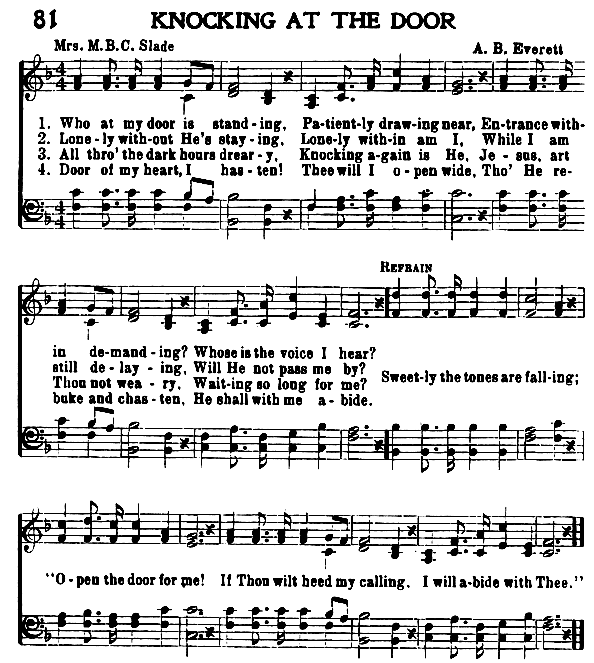 81 KNOCKING AT THE DOOR
Mrs. M.B.C. Slade A. B. Everett
1. Who at my door is stand-ing, Pa-tient-ly draw-ing near, En-trance with-
2. Lone-ly with-out He's stay-ing, Lone-ly with-in am I, While I am
3. All thro' the dark hours drear-y, Knocking a-gain is He, Je-sus, art
4. Door of my heart, I has-ten! Thee will I o-pen wide, Tho' He re-
REFRAIN
in de-mand-ing? Whose is the voice I hear?
still de-lay-ing, Will He not pass me by?
Thou not wea-ry, Wait-ing so long for me?
buke and chas-ten, He shall with me a-bide.
Sweet-ly the tones are fall-ing;
"O-pen the door for me! If Thou wilt heed my calling, I will a-bide with Thee."